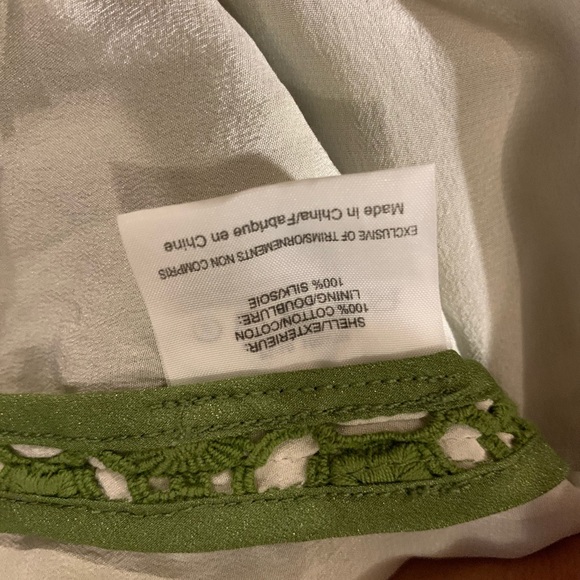 SHELL/EXTÉRIEUR:
100% COTTON/COTON
LINING/DOUBLURE:
100% SILK/SOIE
EXCLUSIVE OF TRIMS/ORNEMENTS NON COMPRIS
Made in China/Fabrique en Chine